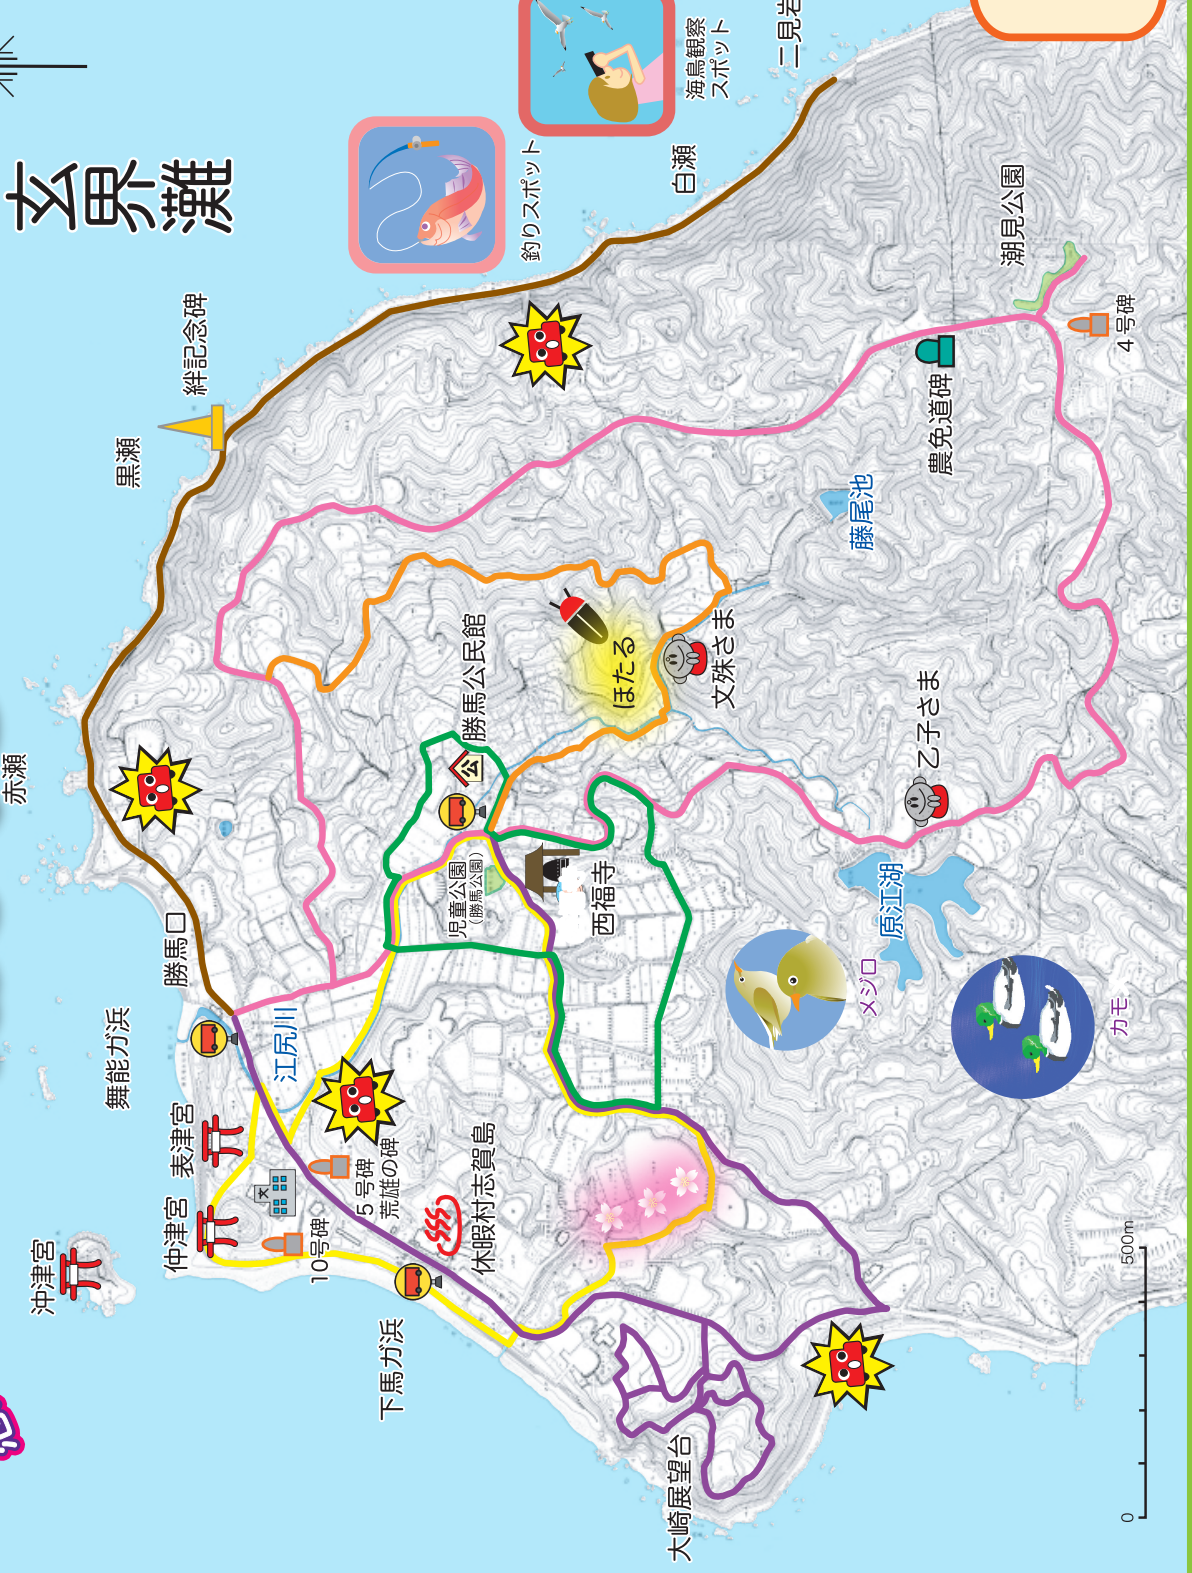 玄界灘
海鳥観察
スポット
二見岩
釣りスポット
白瀬
潮見公園
4号碑
絆記念碑
黒瀬
農免道碑
藤尾池
赤瀬
勝馬公民館
公
ほたる
文殊さま
乙子さま
勝馬口
児童公園
(勝馬公園)
西福寺
原江湖
メジロ
カモ
舞能ガ浜
江尻川
表津宮
仲津宮
沖津宮
文
5号碑
荒雄の碑
10号碑
休暇村志賀島
下馬ガ浜
大崎展望台
0
500m